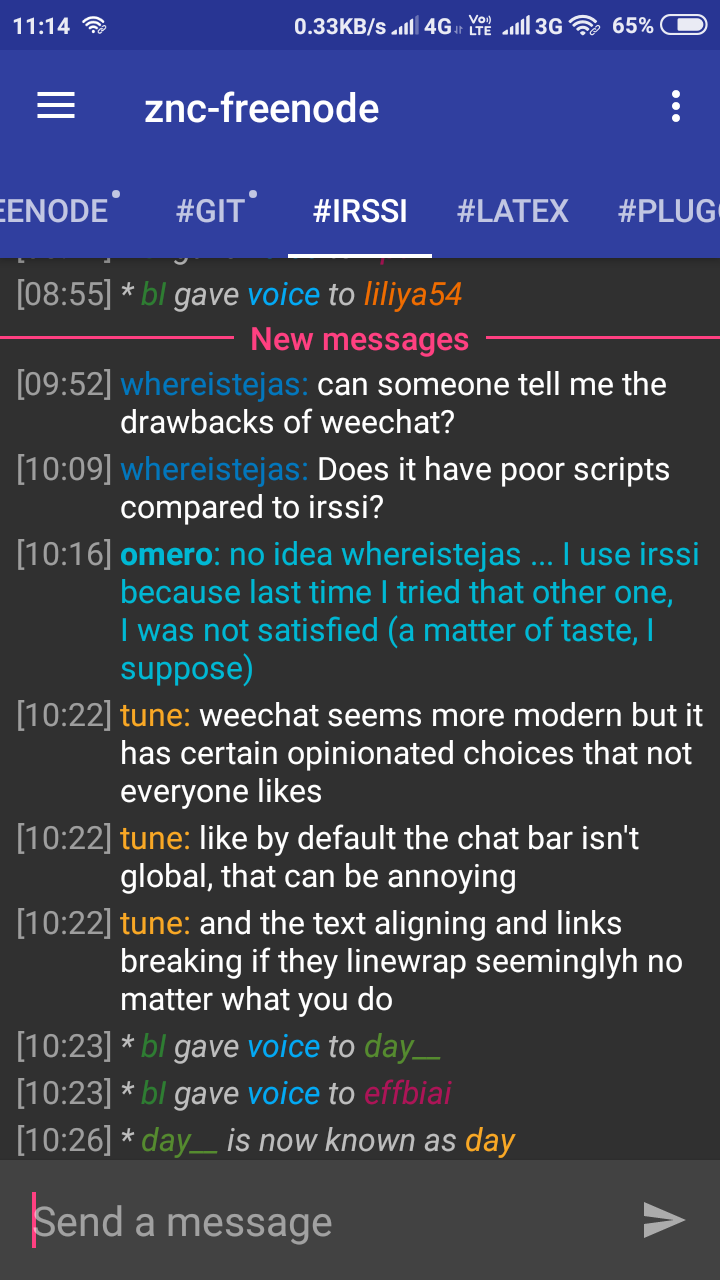 11:14 0.33KB/s 4G VoLTE 3G 65%
znc-freenode
EENODE #GIT #IRSSI #LATEX #PLUG
[08:55] * bl gave voice to liliya54
New messages
[09:52] whereistejas: can someone tell me the
drawbacks of weechat?
[10:09] whereistejas: Does it have poor scripts
compared to irssi?
[10:16] omero: no idea whereistejas ... I use irssi
because last time I tried that other one,
I was not satisfied (a matter of taste, I
suppose)
[10:22] tune: weechat seems more modern but it
has certain opinionated choices that not
everyone likes
[10:22] tune: like by default the chat bar isn't
global, that can be annoying
[10:22] tune: and the text aligning and links
breaking if they linewrap seeminglyh no
matter what you do
[10:23] * bl gave voice to day__
[10:23] * bl gave voice to effbiai
[10:26] * day__ is now known as day
Send a message